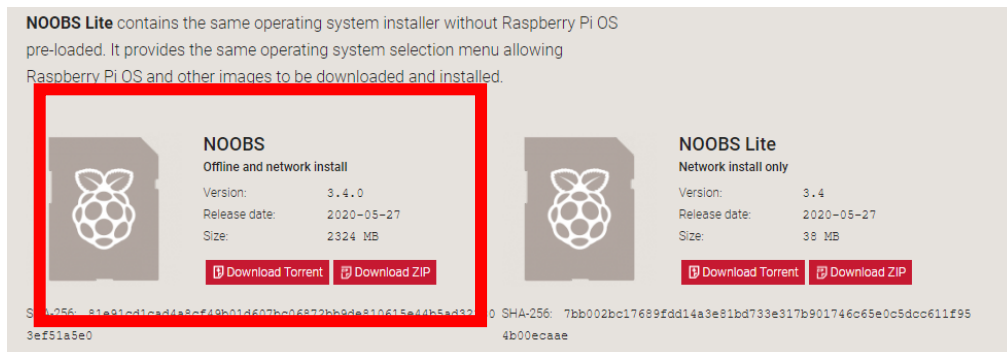 NOOBS Lite contains the same operating system installer without Raspberry Pi OS
pre-loaded. It provides the same operating system selection menu allowing
Raspberry Pi OS and other images to be downloaded and installed.
NOOBS
Offline and network install
Version: 3.4.0
Release date: 2020-05-27
Size: 2324 MB
Download Torrent Download ZIP
3ef51a5e0
NOOBS Lite
Network install only
Version: 3.4
Release date: 2020-05-27
Size: 38 MB
Download Torrent Download ZIP
SHA-256: 7bb002bc17689fdd14a3e81bd733e317b901746c65e0c5dcc611f95
4b00ecaae